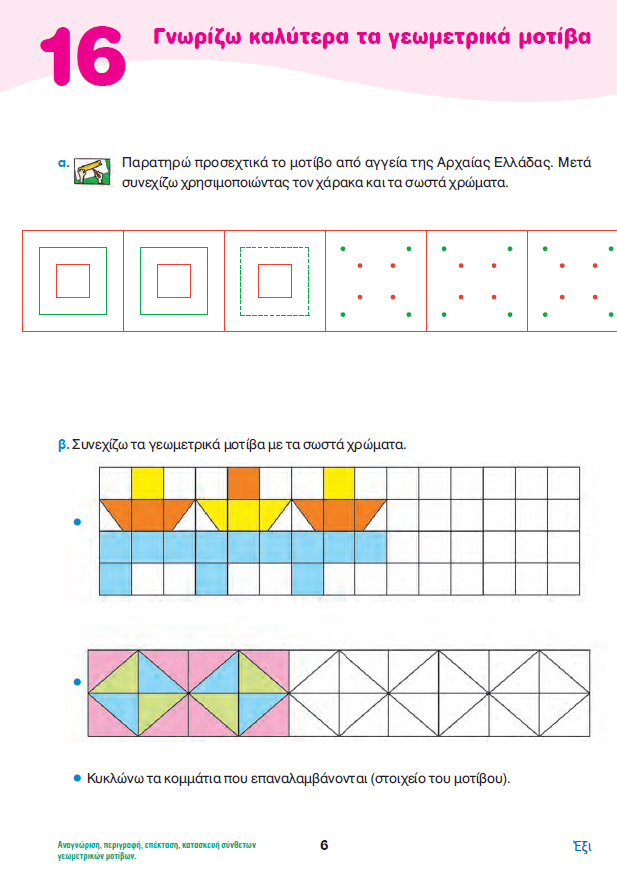 16
Γνωρίζω καλύτερα τα γεωμετρικά μοτίβα
α. Παρατηρώ προσεχτικά το μοτίβο από αγγεία της Αρχαίας Ελλάδας. Μετά
συνεχίζω χρησιμοποιώντας τον χάρακα και τα σωστά χρώματα.
β. Συνεχίζω τα γεωμετρικά μοτίβα με τα σωστά χρώματα.
• Κυκλώνω τα κομμάτια που επαναλαμβάνονται (στοιχείο του μοτίβου).
Αναγνώριση, περιγραφή, επέκταση, κατασκευή σύνθετων
γεωμετρικών μοτίβων.
6
Έξι